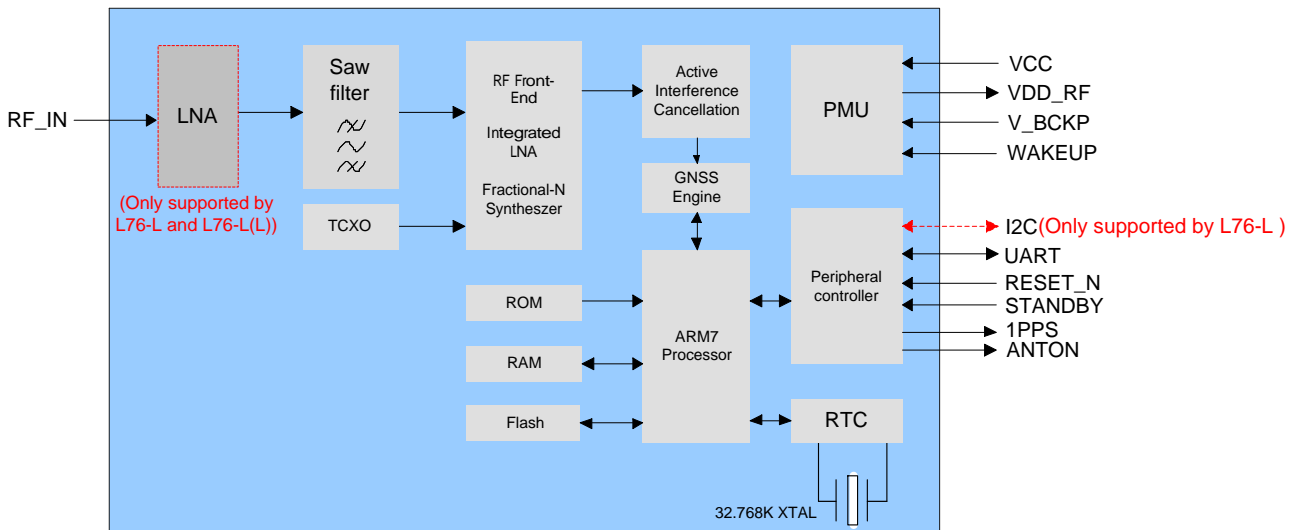 RF_IN
LNA
(Only supported by
L76-L and L76-L(L))
Saw
filter
TCXO
RF Front-
End
Integrated
LNA
Fractional-N
Syntheszer
Active
Interference
Cancellation
GNSS
Engine
ROM
RAM
Flash
ARM7
Processor
PMU
VCC
VDD_RF
V_BCKP
WAKEUP
Peripheral
controller
I2C(Only supported by L76-L )
UART
RESET_N
STANDBY
1PPS
ANTON
RTC
32.768K XTAL